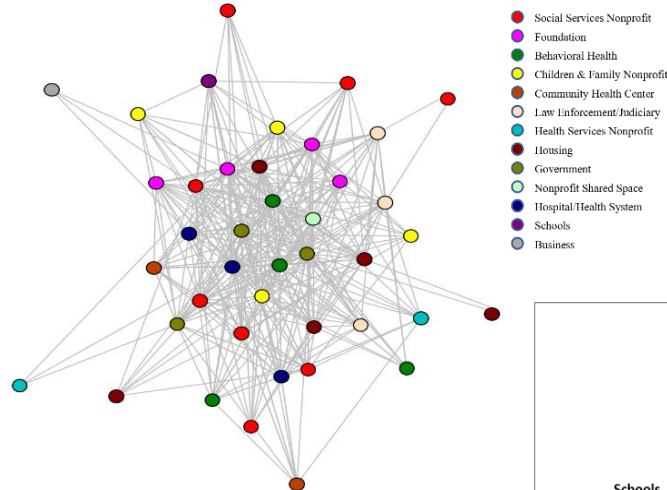 Social Services Nonprofit
Foundation
Behavioral Health
Children & Family Nonprofit
Community Health Center
Law Enforcement/Judiciary
Health Services Nonprofit
Housing
Government
Nonprofit Shared Space
Hospital/Health System
Schools
Business
Schools